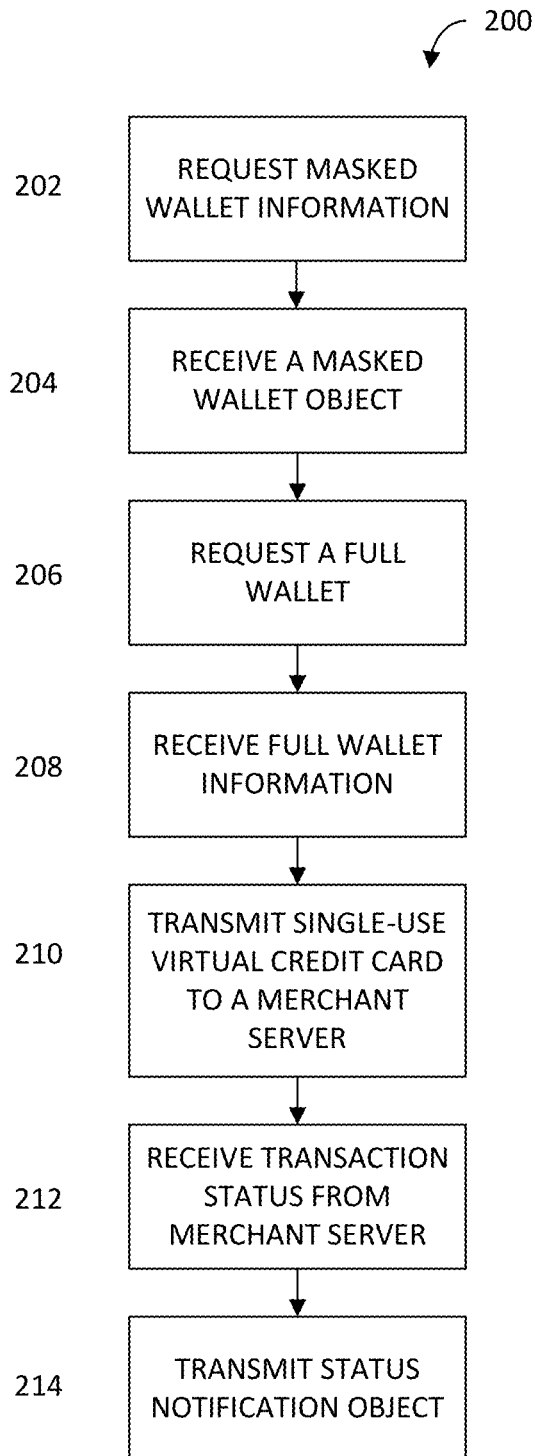 200
202
REQUEST MASKED
WALLET INFORMATION
204
RECEIVE A MASKED
WALLET OBJECT
206
REQUEST A FULL
WALLET
208
RECEIVE FULL WALLET
INFORMATION
210
TRANSMIT SINGLE-USE
VIRTUAL CREDIT CARD
TO A MERCHANT
SERVER
212
RECEIVE TRANSACTION
STATUS FROM
MERCHANT SERVER
214
TRANSMIT STATUS
NOTIFICATION OBJECT